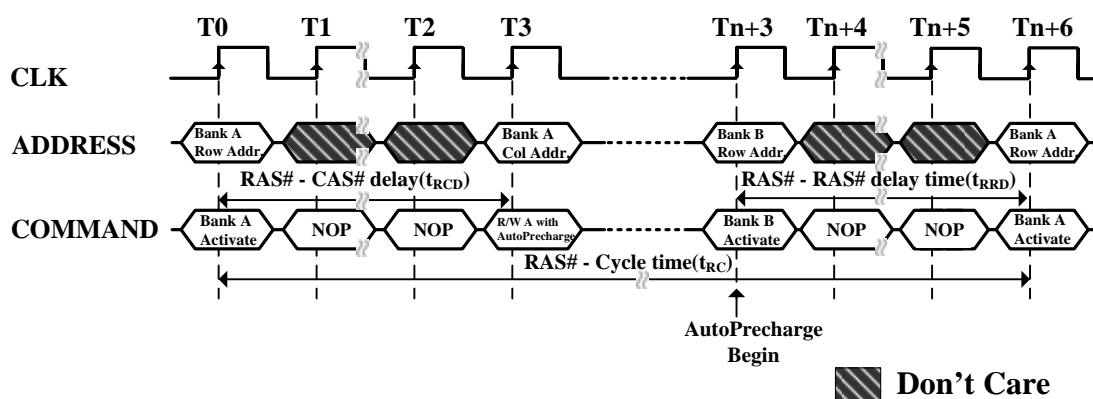 T0 T1 T2 T3 Tn+3 Tn+4 Tn+5 Tn+6
CLK
ADDRESS
Bank A
Row Addr.
Bank A
Col Addr.
Bank B
Row Addr.
Bank A
Row Addr.
RAS# - CAS# delay(tRCD)
RAS# - RAS# delay time(tRRD)
COMMAND
Bank A
Activate
NOP
NOP
R/W A with
AutoPrecharge
Bank B
Activate
NOP
NOP
Bank A
Activate
RAS# - Cycle time(tRC)
AutoPrecharge
Begin
Don't Care